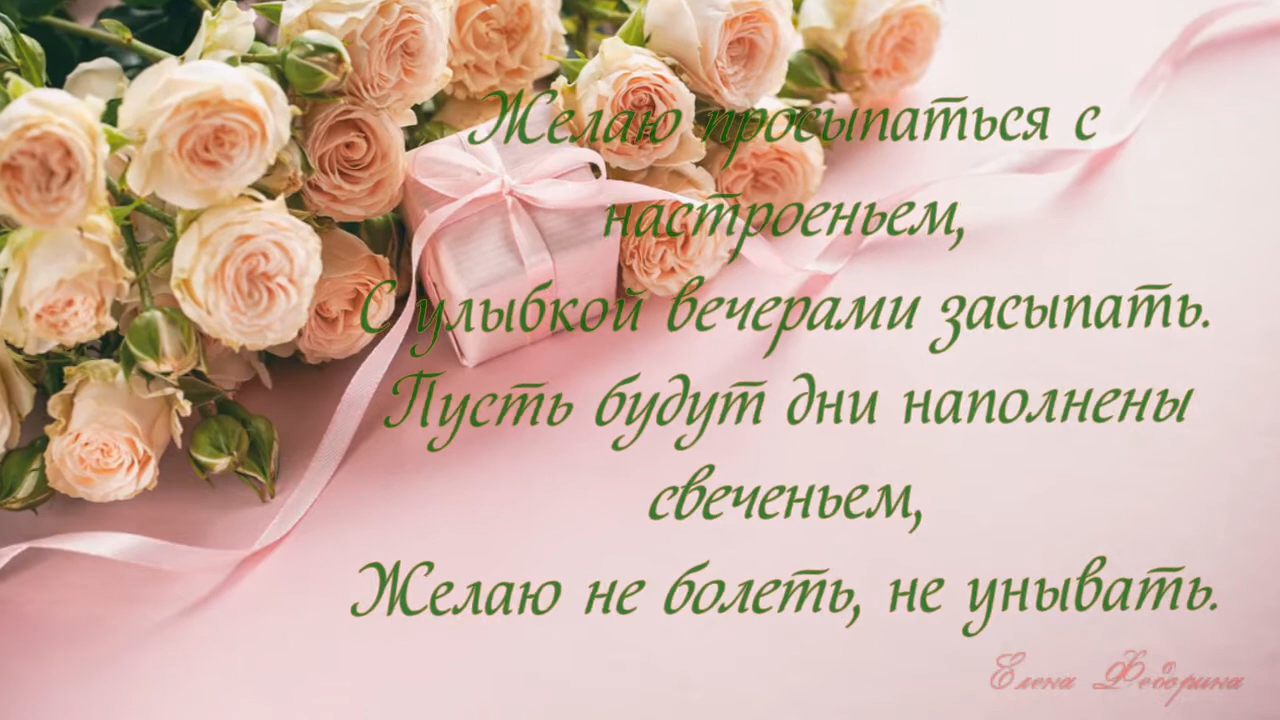 Желаю просыпаться с
настроеньем,
С улыбкой вечерами засыпать.
Пусть будут дни наполнены
свеченьем,
Желаю не болеть, не унывать.
Елена Федорина